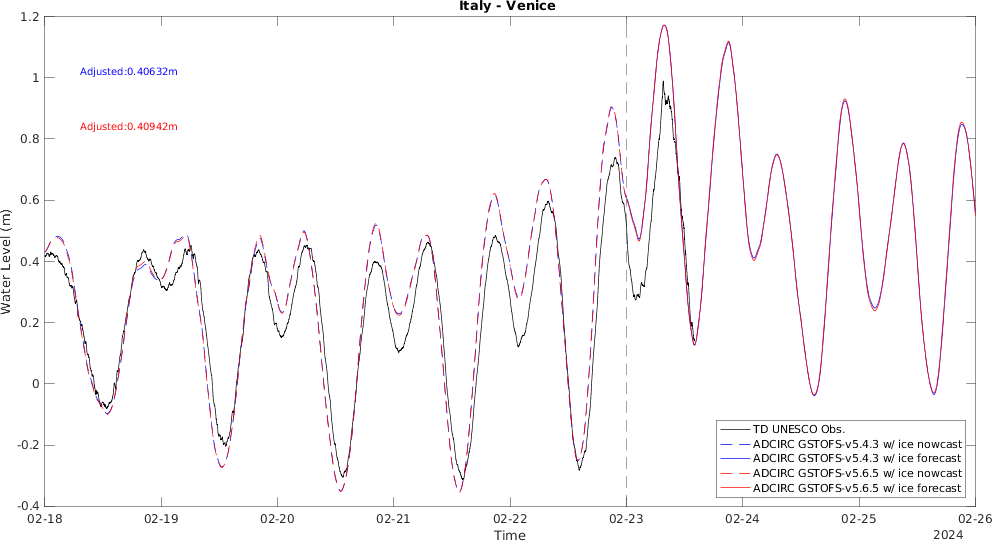 Italy - Venice
1.2
1
0.8
0.6
0.4
0.2
0
-0.2
-0.4
Water Level (m)
Adjusted:0.40632m
Adjusted:0.40942m
TD UNESCO Obs.
ADCIRC GSTOFS-v5.4.3 w/ ice nowcast
ADCIRC GSTOFS-v5.4.3 w/ ice forecast
ADCIRC GSTOFS-v5.6.5 w/ ice nowcast
ADCIRC GSTOFS-v5.6.5 w/ ice forecast
02-18 02-19 02-20 02-21 02-22 02-23 02-24 02-25 02-26
Time
2024